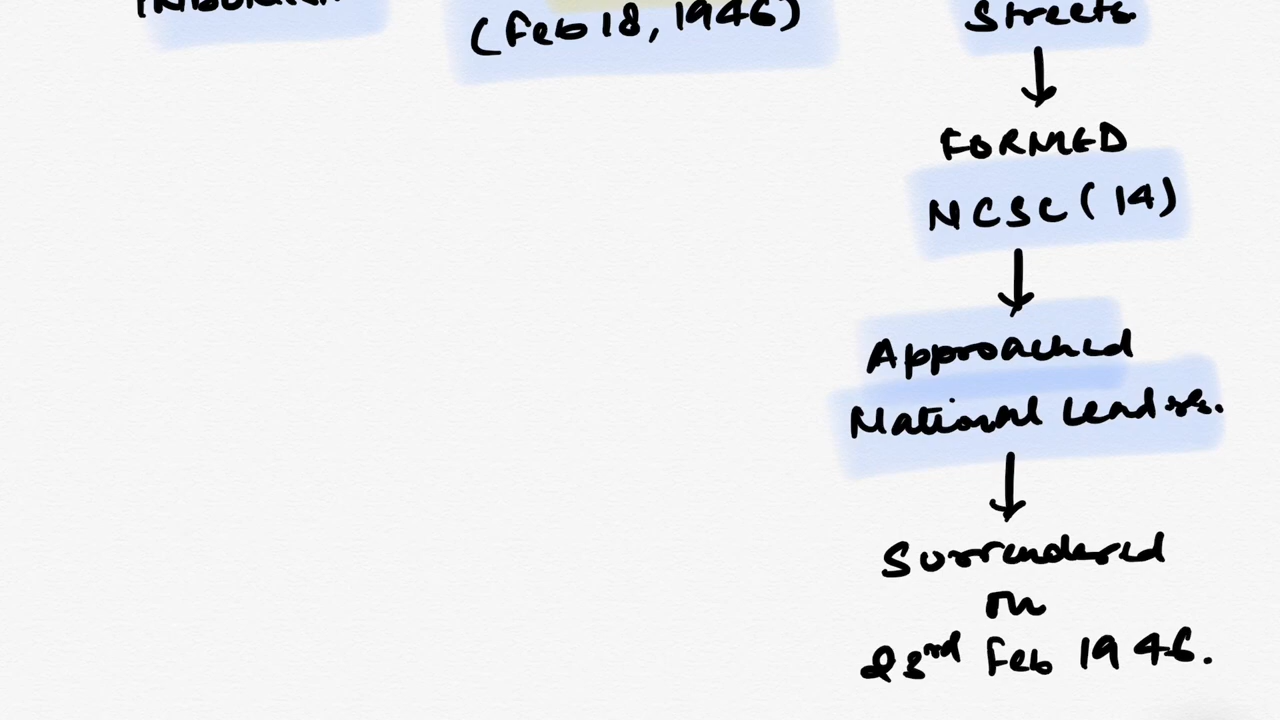 (Feb 18, 1946)
Streets.
FORMED
NCSC (14)
Approached
National Leaders.
Surrendered
on
23rd Feb 1946.